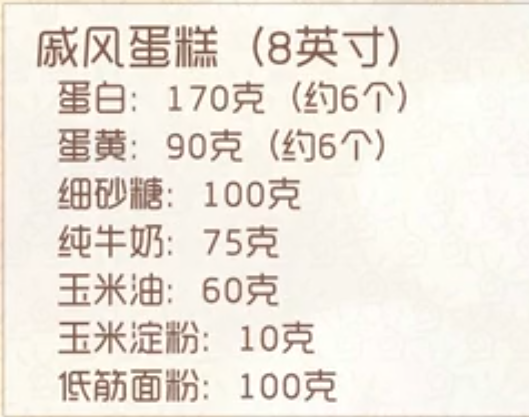 戚风蛋糕（8英寸）
蛋白：170克（约6个）
蛋黄：90克（约6个）
细砂糖：100克
纯牛奶：75克
玉米油：60克
玉米淀粉：10克
低筋面粉：100克